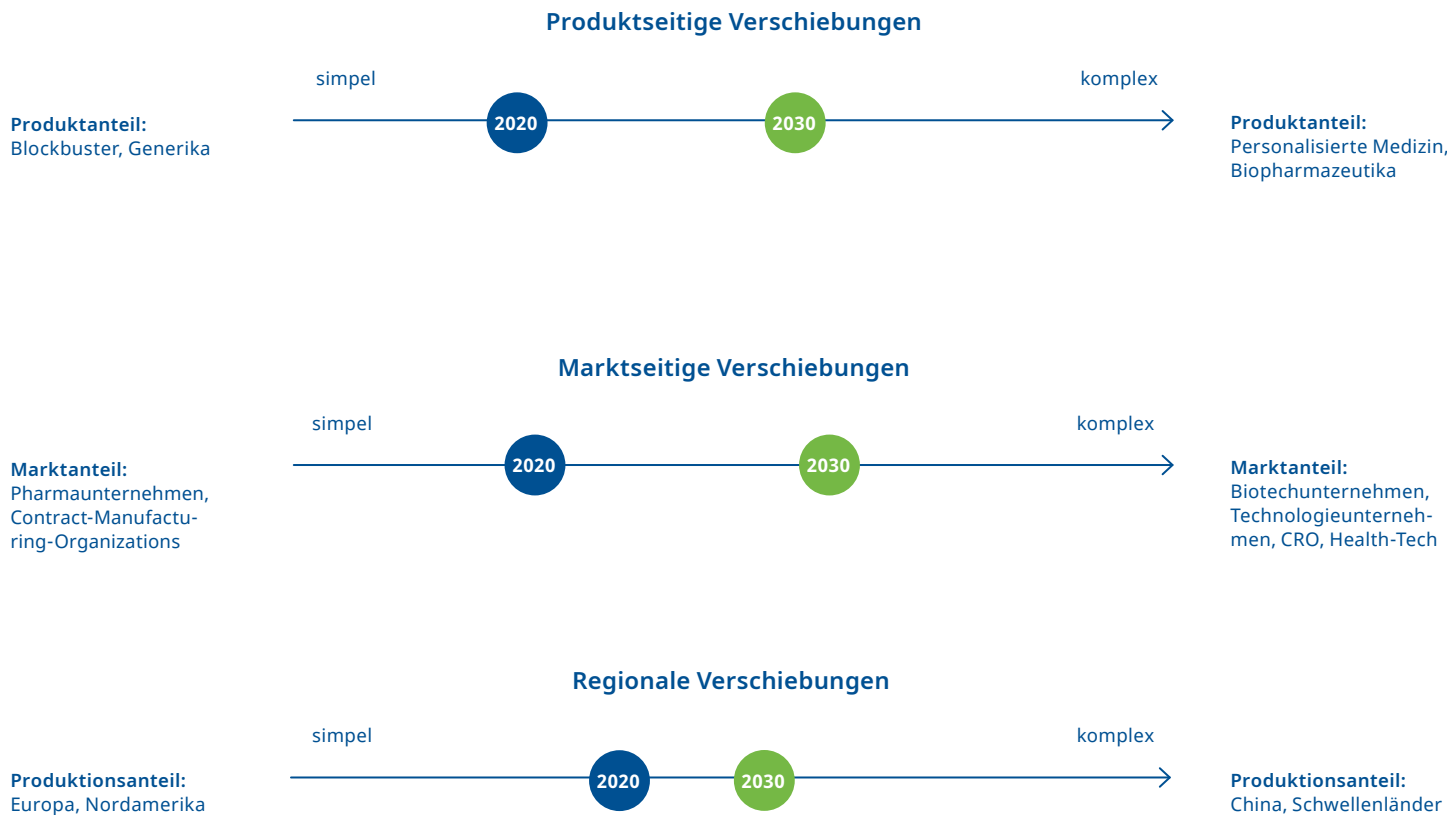 Produktseitige Verschiebungen
simpel
komplex
Produktanteil:
Blockbuster, Generika
2020
2030
Produktanteil:
Personalisierte Medizin,
Biopharmazeutika
Marktseitige Verschiebungen
simpel
komplex
Marktanteil:
Pharmaunternehmen,
Contract-Manufactu-
ring-Organizations
2020
2030
Marktanteil:
Biotechunternehmen,
Technologieunterneh-
men, CRO, Health-Tech
Regionale Verschiebungen
simpel
komplex
Produktionsanteil:
Europa, Nordamerika
2020
2030
Produktionsanteil:
China, Schwellenländer